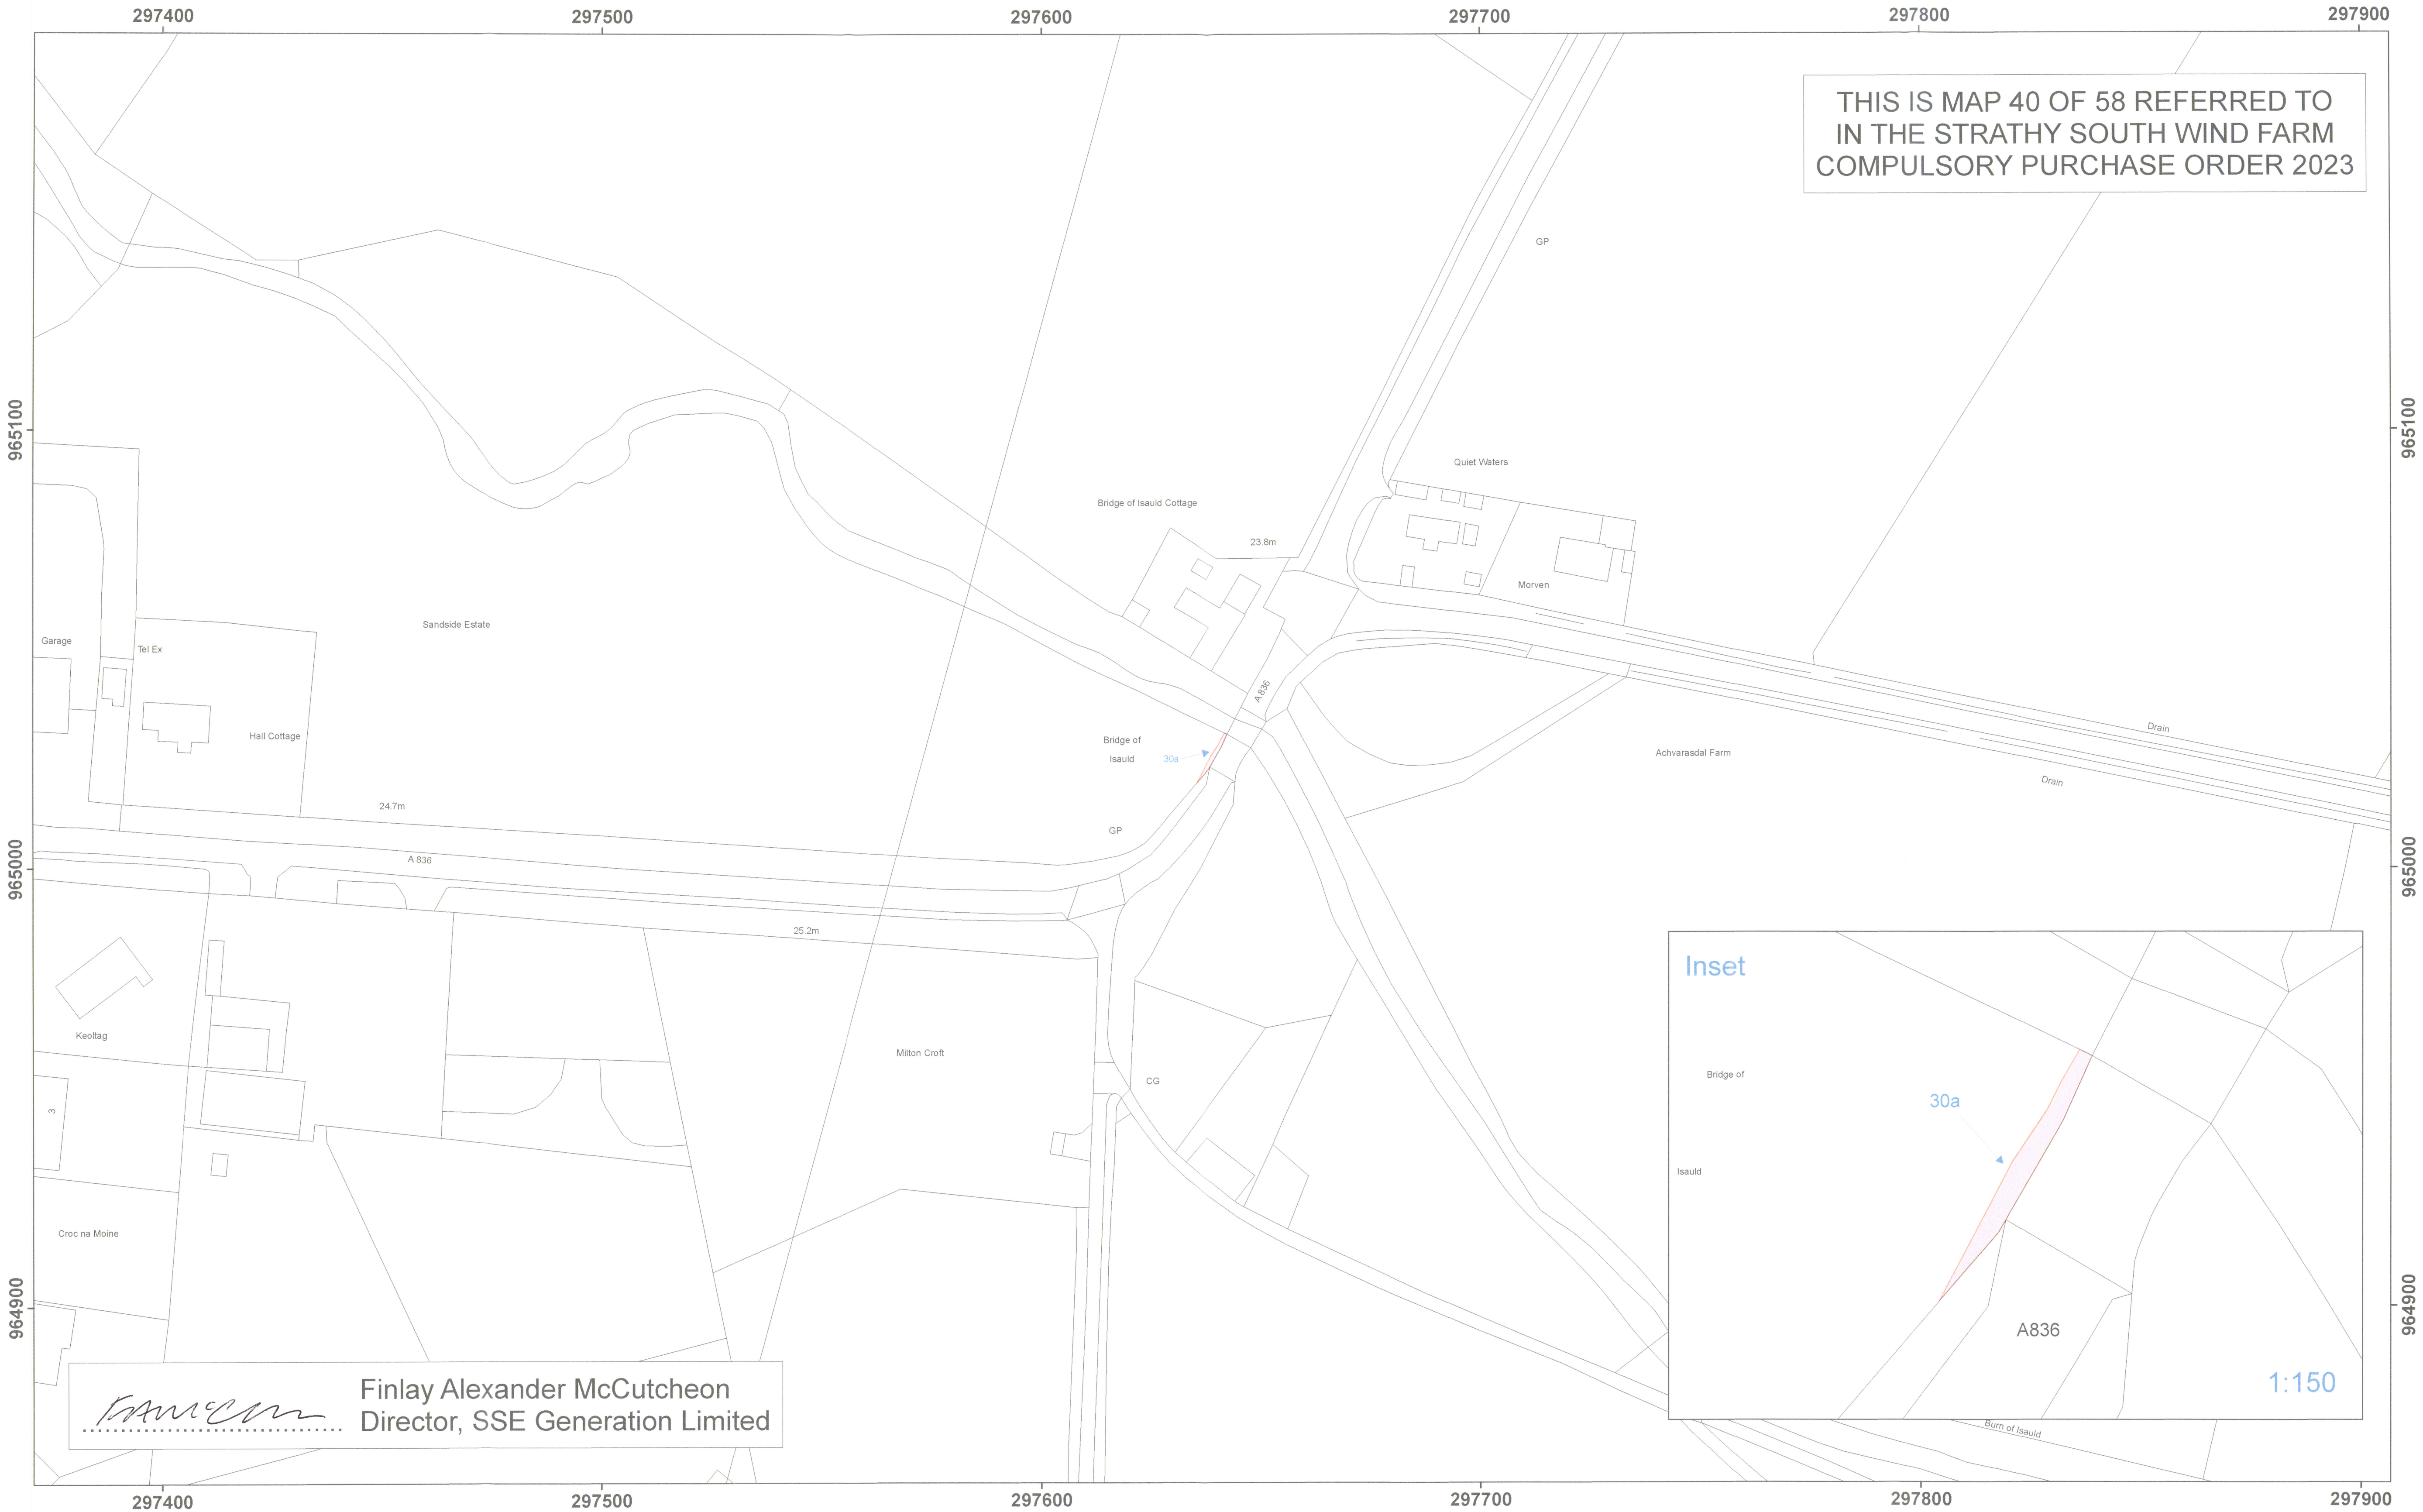 297400
297500
297600
297700
297800
297900
THIS IS MAP 40 OF 58 REFERRED TO
IN THE STRATHY SOUTH WIND FARM
COMPULSORY PURCHASE ORDER 2023
GP
965100
965100
Quiet Waters
Bridge of Isauld Cottage
23.8m
Morven
Sandside Estate
Garage
Tel Ex
A 836
Hall Cottage
Bridge of
Isauld
30a
Drain
Achvarasdal Farm
Drain
24.7m
GP
A 836
965000
965000
25.2m
Inset
Keoltag
Milton Croft
CG
Bridge of
30a
3
Isauld
Croc na Moine
964900
964900
A836
1:150
Finlay Alexander McCutcheon
Director, SSE Generation Limited
Burn of Isauld
297400
297500
297600
297700
297800
297900